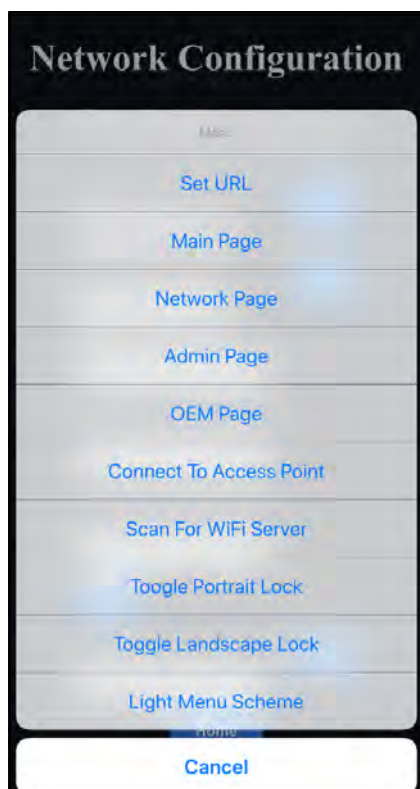 Network Configuration
Menu
Set URL
Main Page
Network Page
Admin Page
OEM Page
Connect To Access Point
Scan For WiFi Server
Toogle Portrait Lock
Toggle Landscape Lock
Light Menu Scheme
Home
Cancel